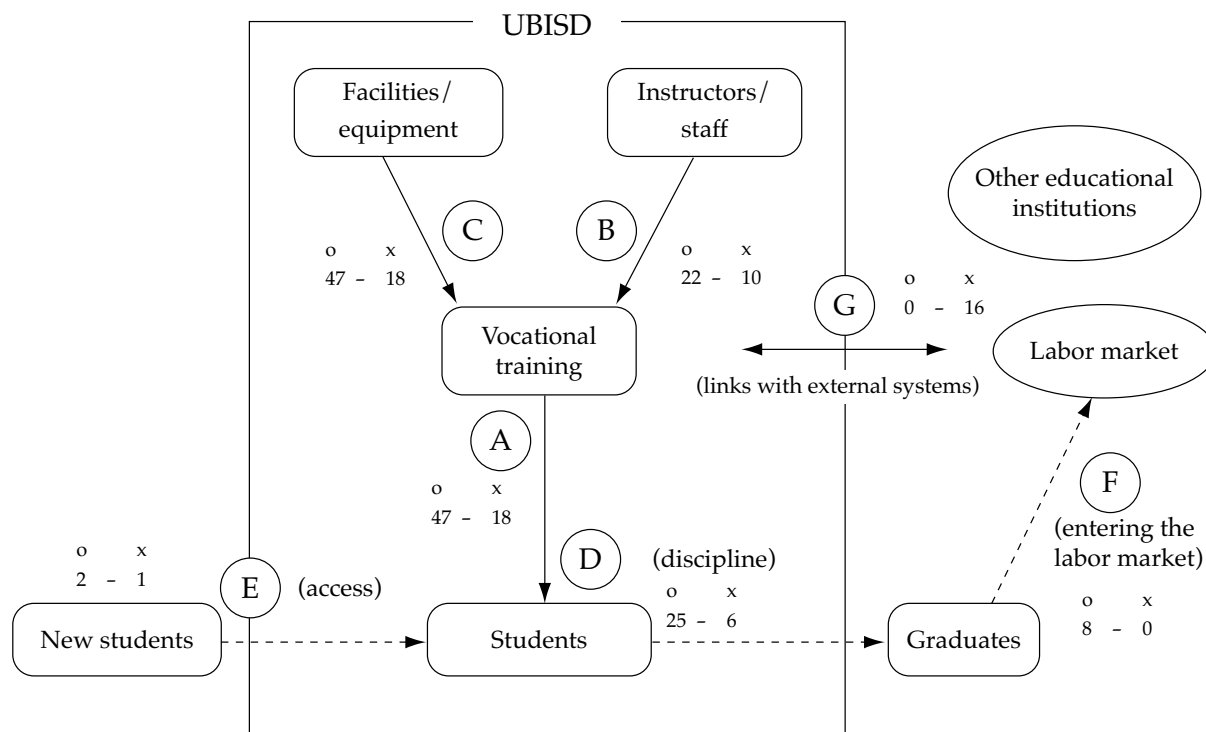 UBISD
Facilities/
equipment
Instructors/
staff
Other educational
institutions
C
B
o x
47 – 18
o x
22 – 10
G
o x
0 – 16
Vocational
training
Labor market
(links with external systems)
A
o x
47 – 18
F
(entering the
labor market)
o x
8 – 0
o x
2 – 1
E
(access)
D
(discipline)
o x
25 – 6
New students
Students
Graduates